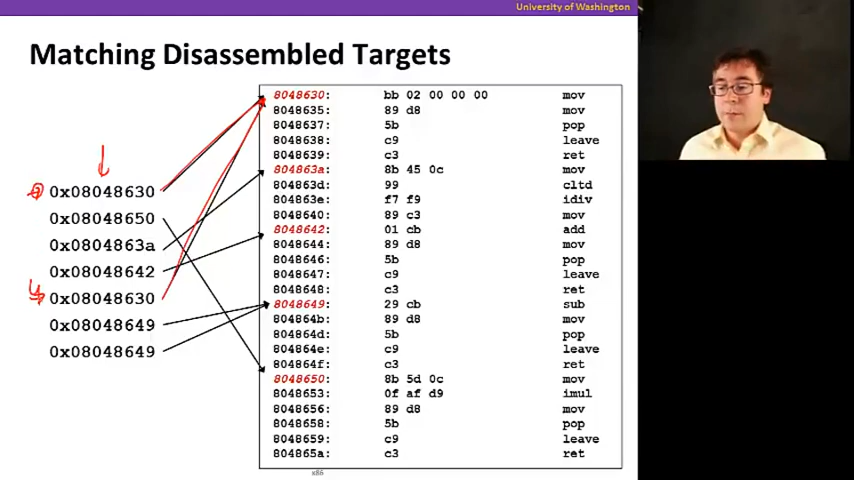 University of Washington
Matching Disassembled Targets
0x08048630
0x08048650
0x0804863a
0x08048642
0x08048630
0x08048649
0x08048649
8048630: bb 02 00 00 00 mov
8048635: 89 d8 mov
8048637: 5b pop
8048638: c9 leave
8048639: c3 ret
804863a: 8b 45 0c mov
804863d: 99 cltd
804863e: f7 f9 idiv
8048640: 89 c3 mov
8048642: 01 cb add
8048644: 89 d8 mov
8048646: 5b pop
8048647: c9 leave
8048648: c3 ret
8048649: 29 cb sub
804864b: 89 d8 mov
804864d: 5b pop
804864e: c9 leave
804864f: c3 ret
8048650: 8b 5d 0c mov
8048653: 0f af d9 imul
8048656: 89 d8 mov
8048658: 5b pop
8048659: c9 leave
804865a: c3 ret
x86